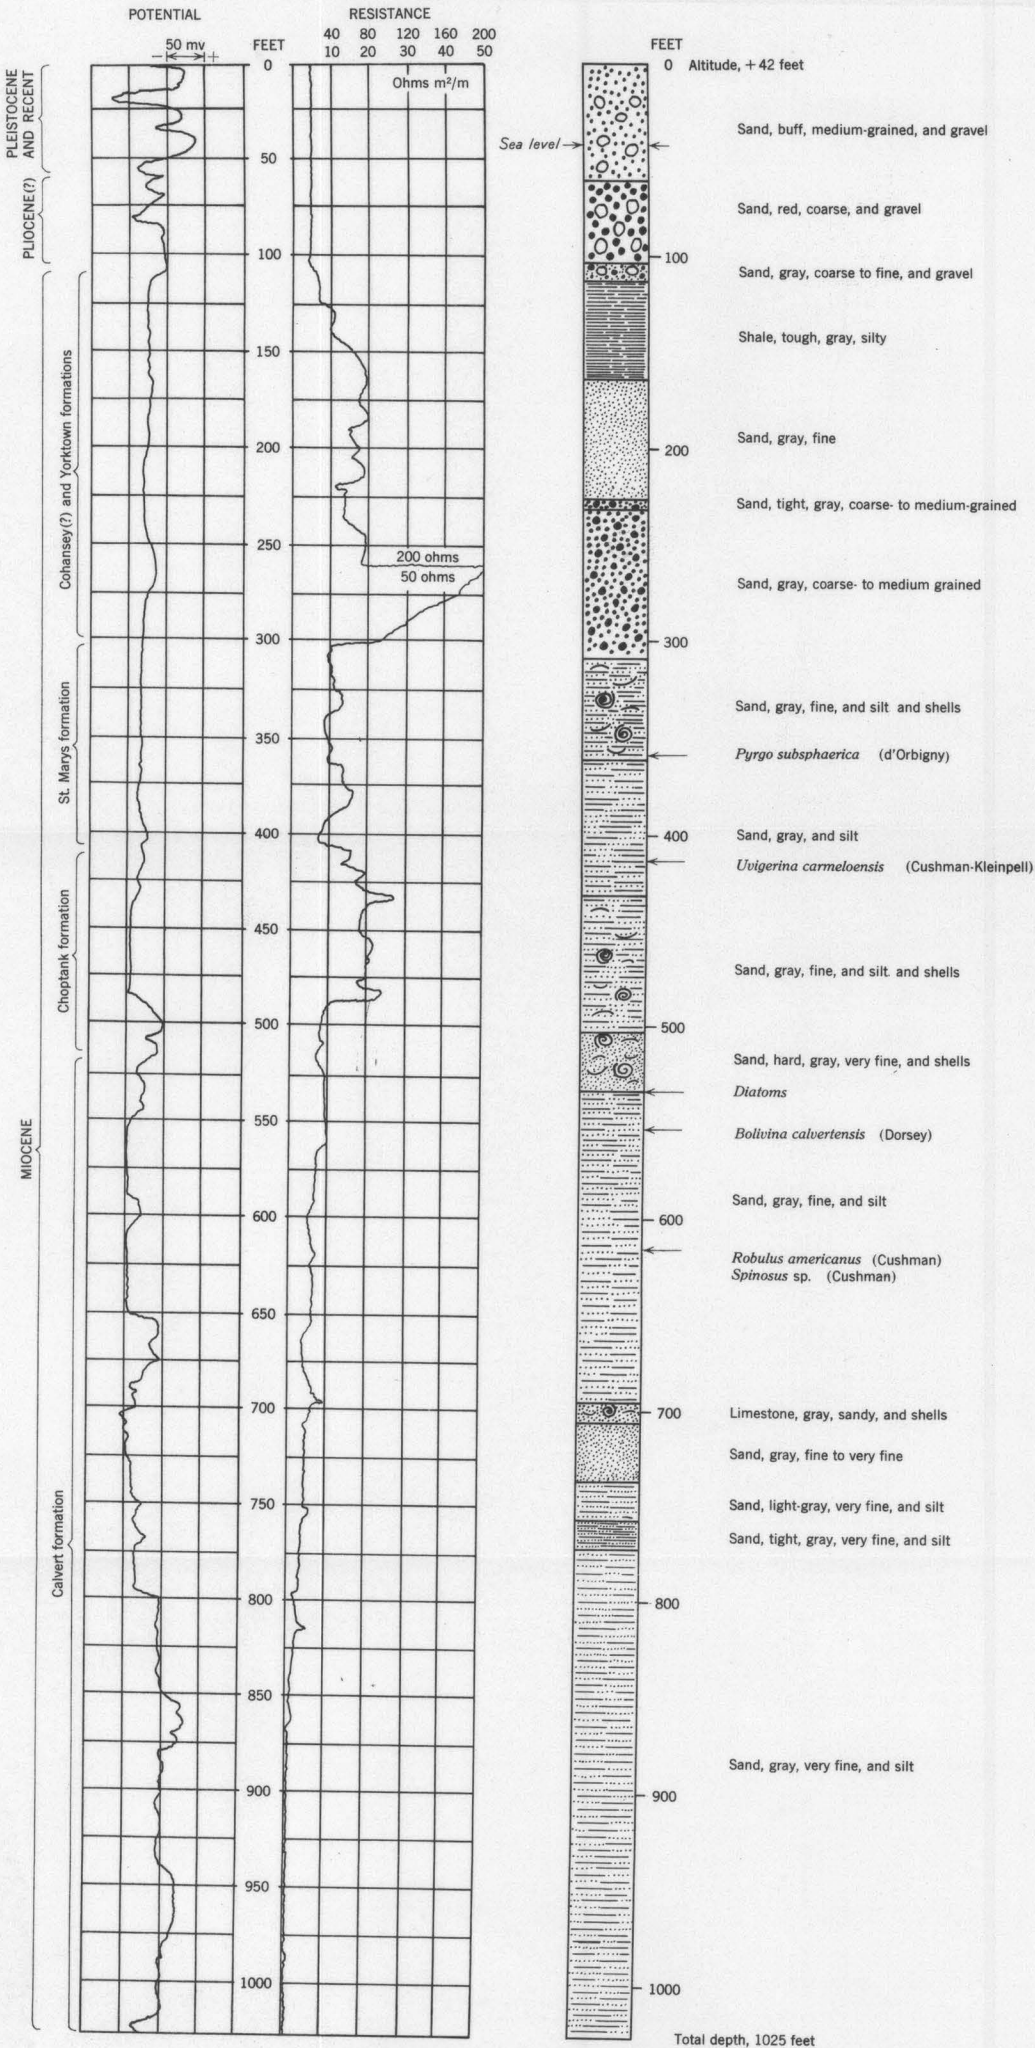 POTENTIAL
RESISTANCE
50 mv
− +
FEET
40 80 120 160 200
10 20 30 40 50
Ohms m²/m
FEET
0
50
100
150
200
250
300
350
400
450
500
550
600
650
700
750
800
850
900
950
1000
200 ohms
50 ohms
PLEISTOCENE
AND RECENT
PLIOCENE(?)
MIOCENE
Cohansey(?) and Yorktown formations
St. Marys formation
Choptank formation
Calvert formation
0
100
200
300
400
500
600
700
800
900
1000
Altitude, +42 feet
Sand, buff, medium-grained, and gravel
Sea level
Sand, red, coarse, and gravel
Sand, gray, coarse to fine, and gravel
Shale, tough, gray, silty
Sand, gray, fine
Sand, tight, gray, coarse- to medium-grained
Sand, gray, coarse- to medium grained
Sand, gray, fine, and silt and shells
Pyrgo subsphaerica (d'Orbigny)
Sand, gray, and silt
Uvigerina carmeloensis (Cushman-Kleinpell)
Sand, gray, fine, and silt and shells
Sand, hard, gray, very fine, and shells
Diatoms
Bolivina calvertensis (Dorsey)
Sand, gray, fine, and silt
Robulus americanus (Cushman)
Spinosus sp. (Cushman)
Limestone, gray, sandy, and shells
Sand, gray, fine to very fine
Sand, light-gray, very fine, and silt
Sand, tight, gray, very fine, and silt
Sand, gray, very fine, and silt
Total depth, 1025 feet